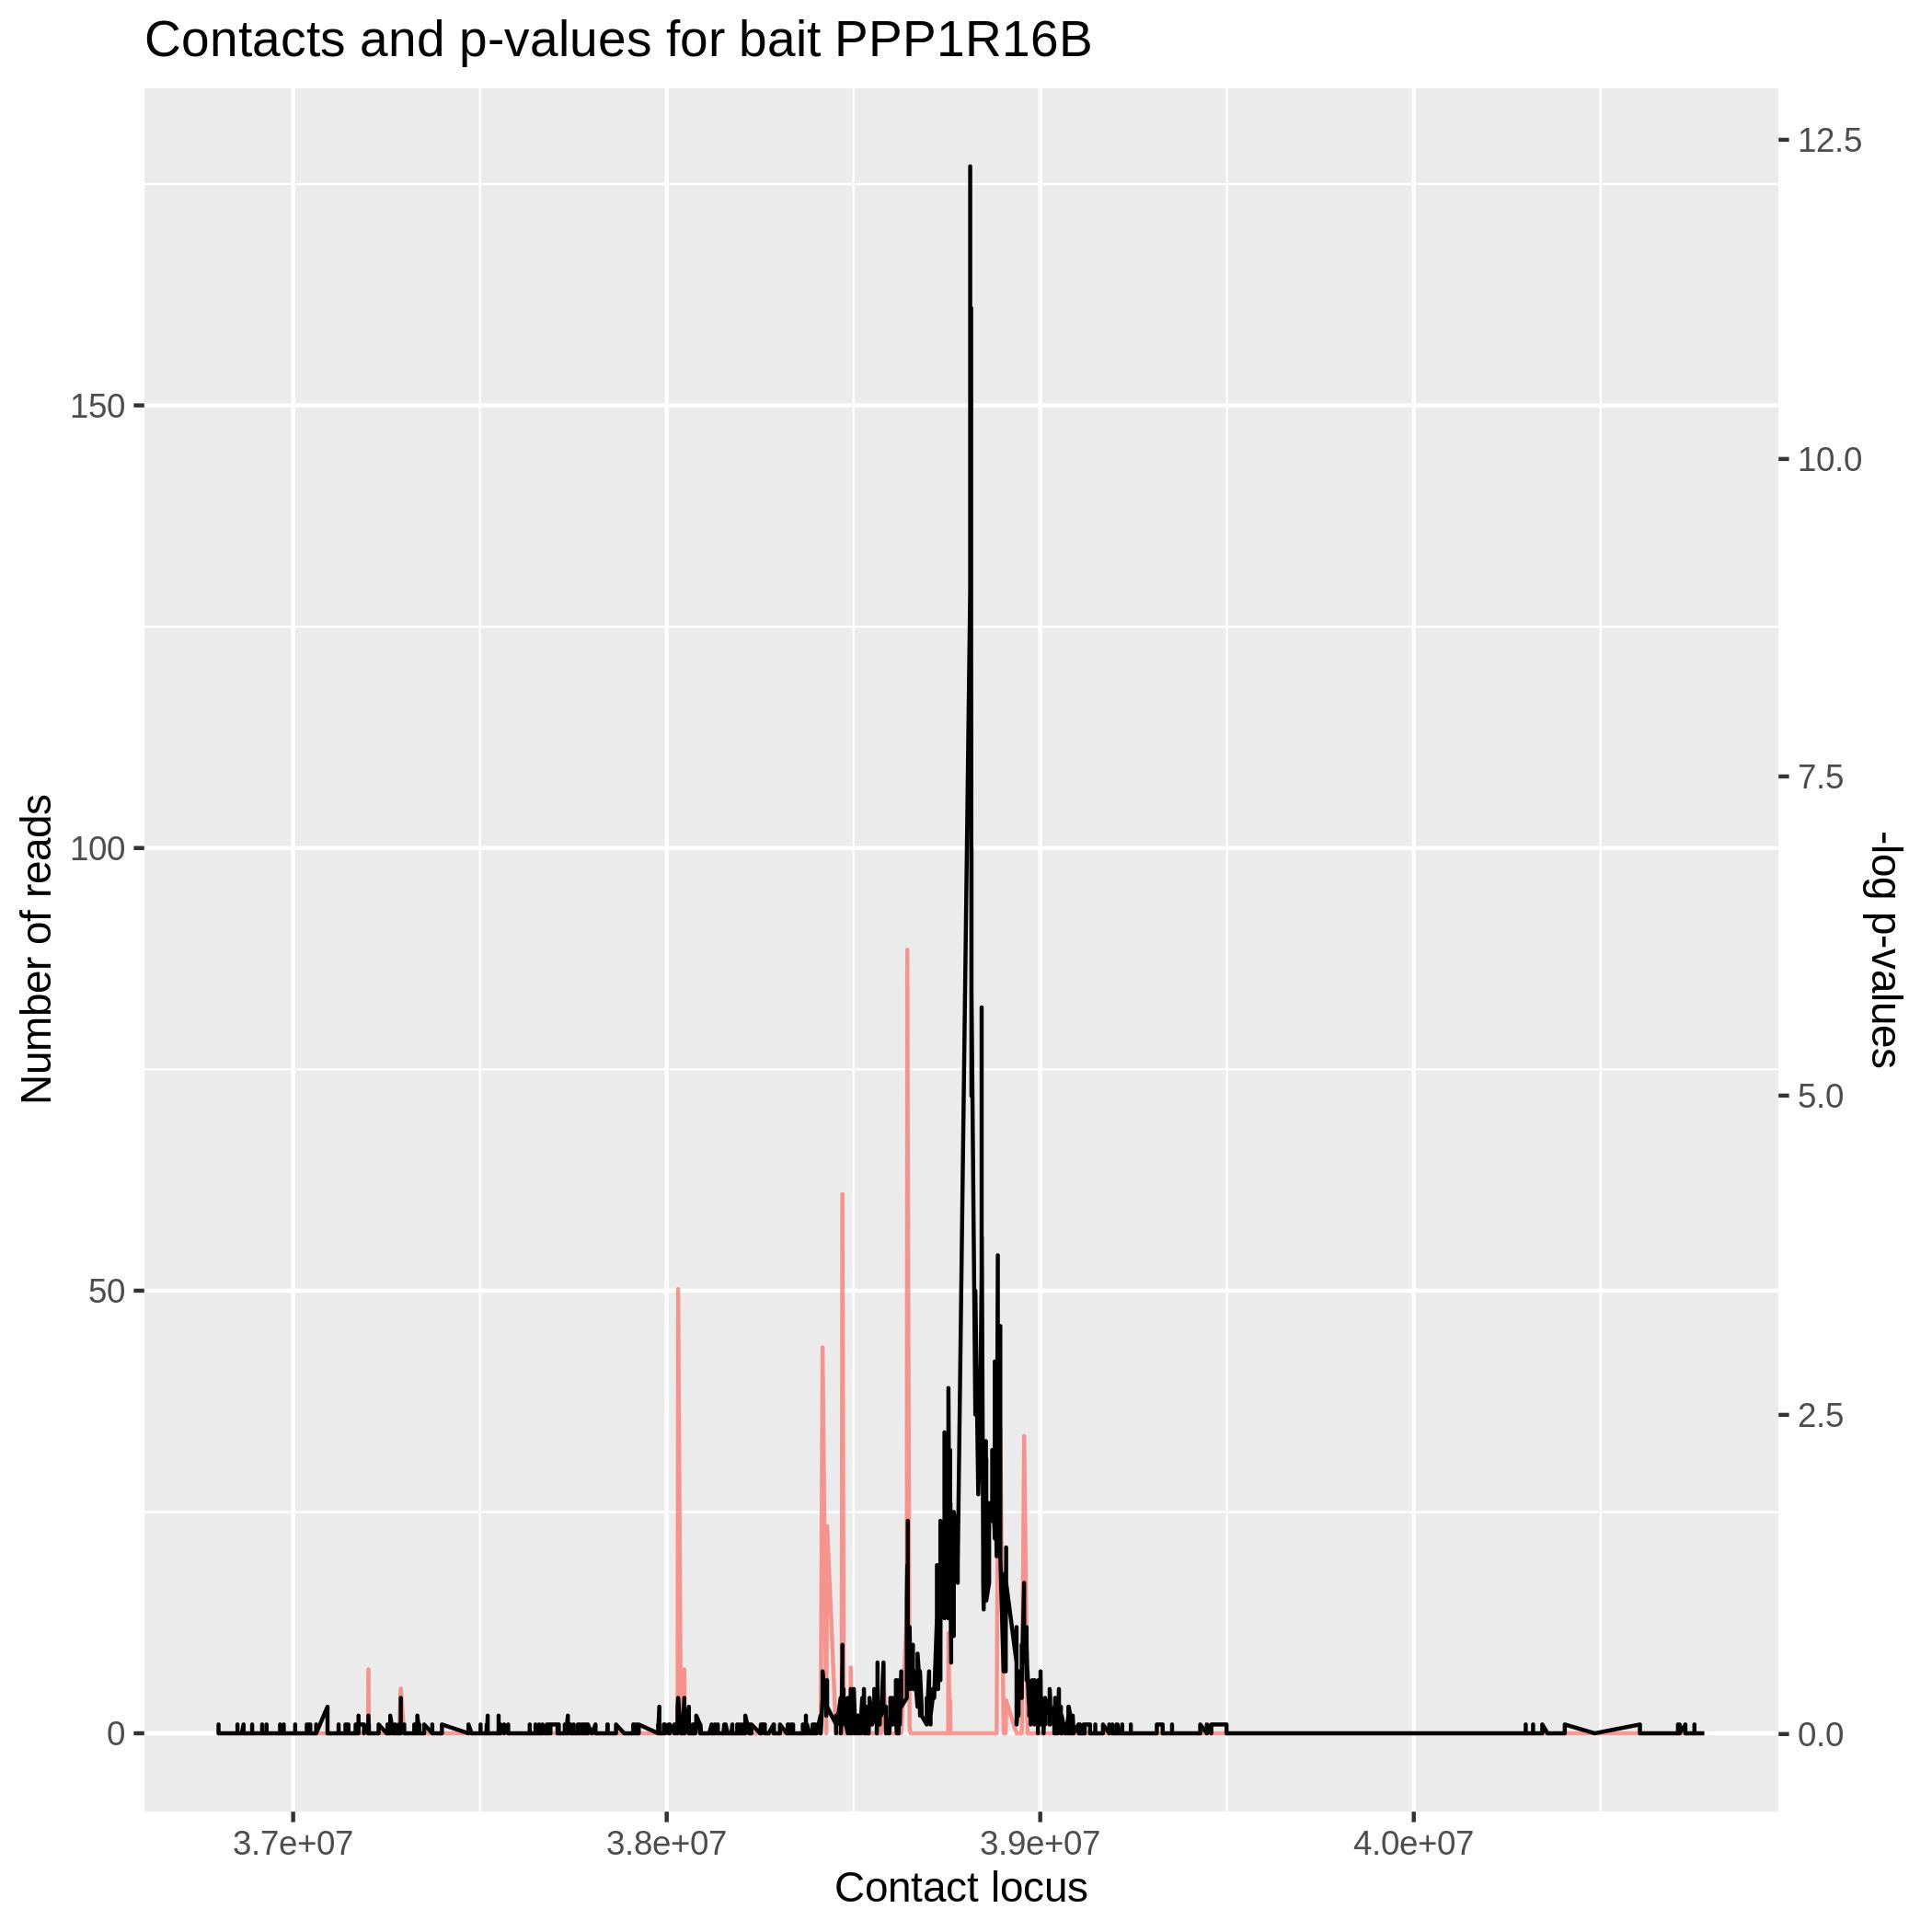 Contacts and p-values for bait PPP1R16B
Number of reads
150
100
50
0
12.5
10.0
7.5
5.0
2.5
0.0
-log p-values
3.7e+07
3.8e+07
3.9e+07
4.0e+07
Contact locus